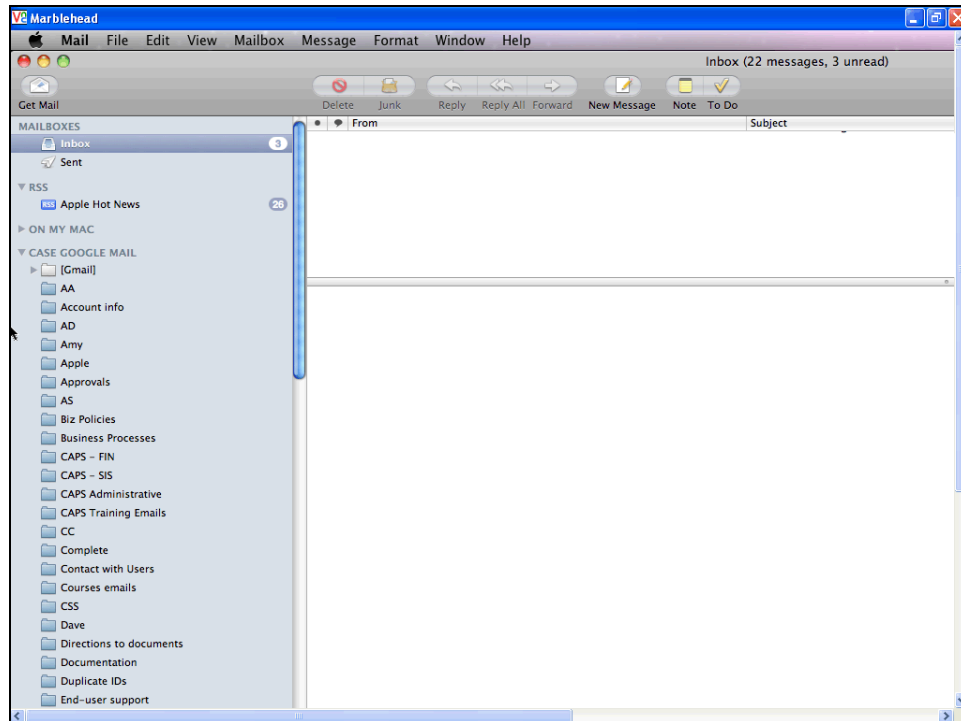 Marblehead
Mail File Edit View Mailbox Message Format Window Help
Inbox (22 messages, 3 unread)
Get Mail Delete Junk Reply Reply All Forward New Message Note To Do
MAILBOXES
From Subject
Inbox 3
Sent
RSS
RSS Apple Hot News 26
ON MY MAC
CASE GOOGLE MAIL
[Gmail]
AA
Account info
AD
Amy
Apple
Approvals
AS
Biz Policies
Business Processes
CAPS - FIN
CAPS - SIS
CAPS Administrative
CAPS Training Emails
CC
Complete
Contact with Users
Courses emails
CSS
Dave
Directions to documents
Documentation
Duplicate IDs
End-user support